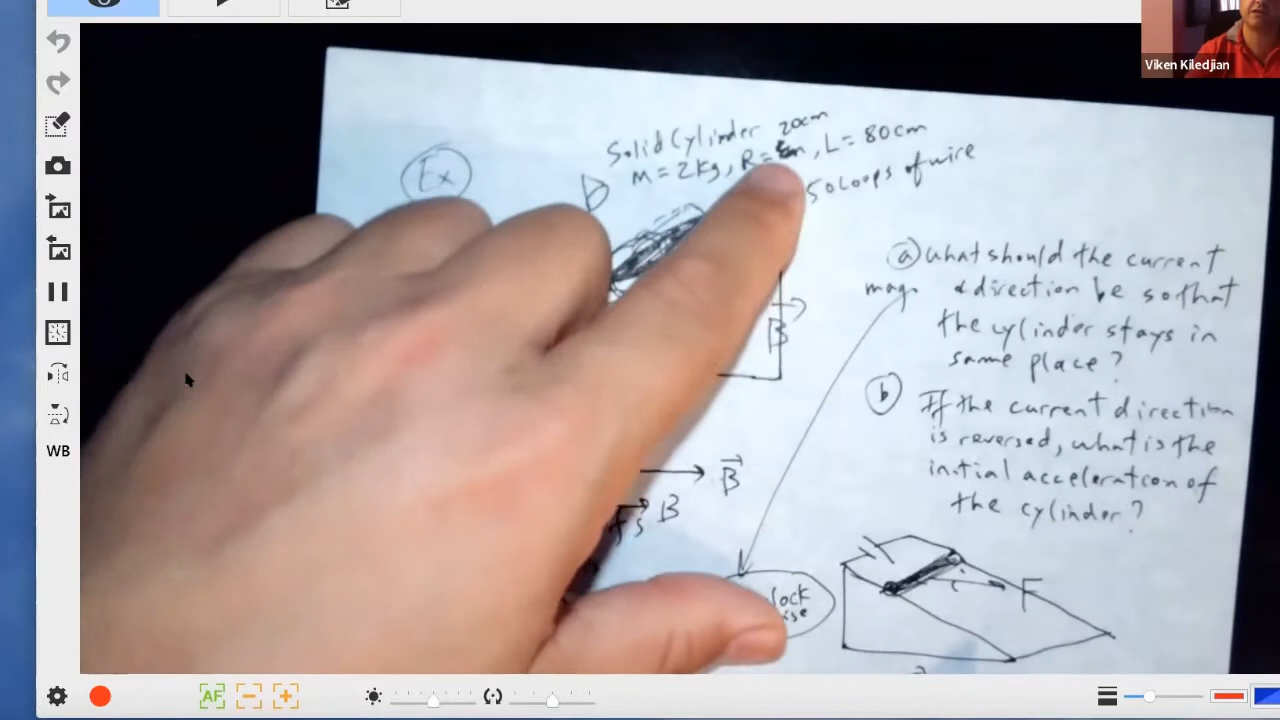 Viken Kiledjian
Ex
Solid Cylinder 20cm
M = 2kg, R = , L = 80cm
50 Loops of wire
B
B
B
fs
a What should the current
mag. & direction be so that
the cylinder stays in
same place?
b If the current direction
is reversed, what is the
initial acceleration of
the cylinder?
i
F
WB
AF